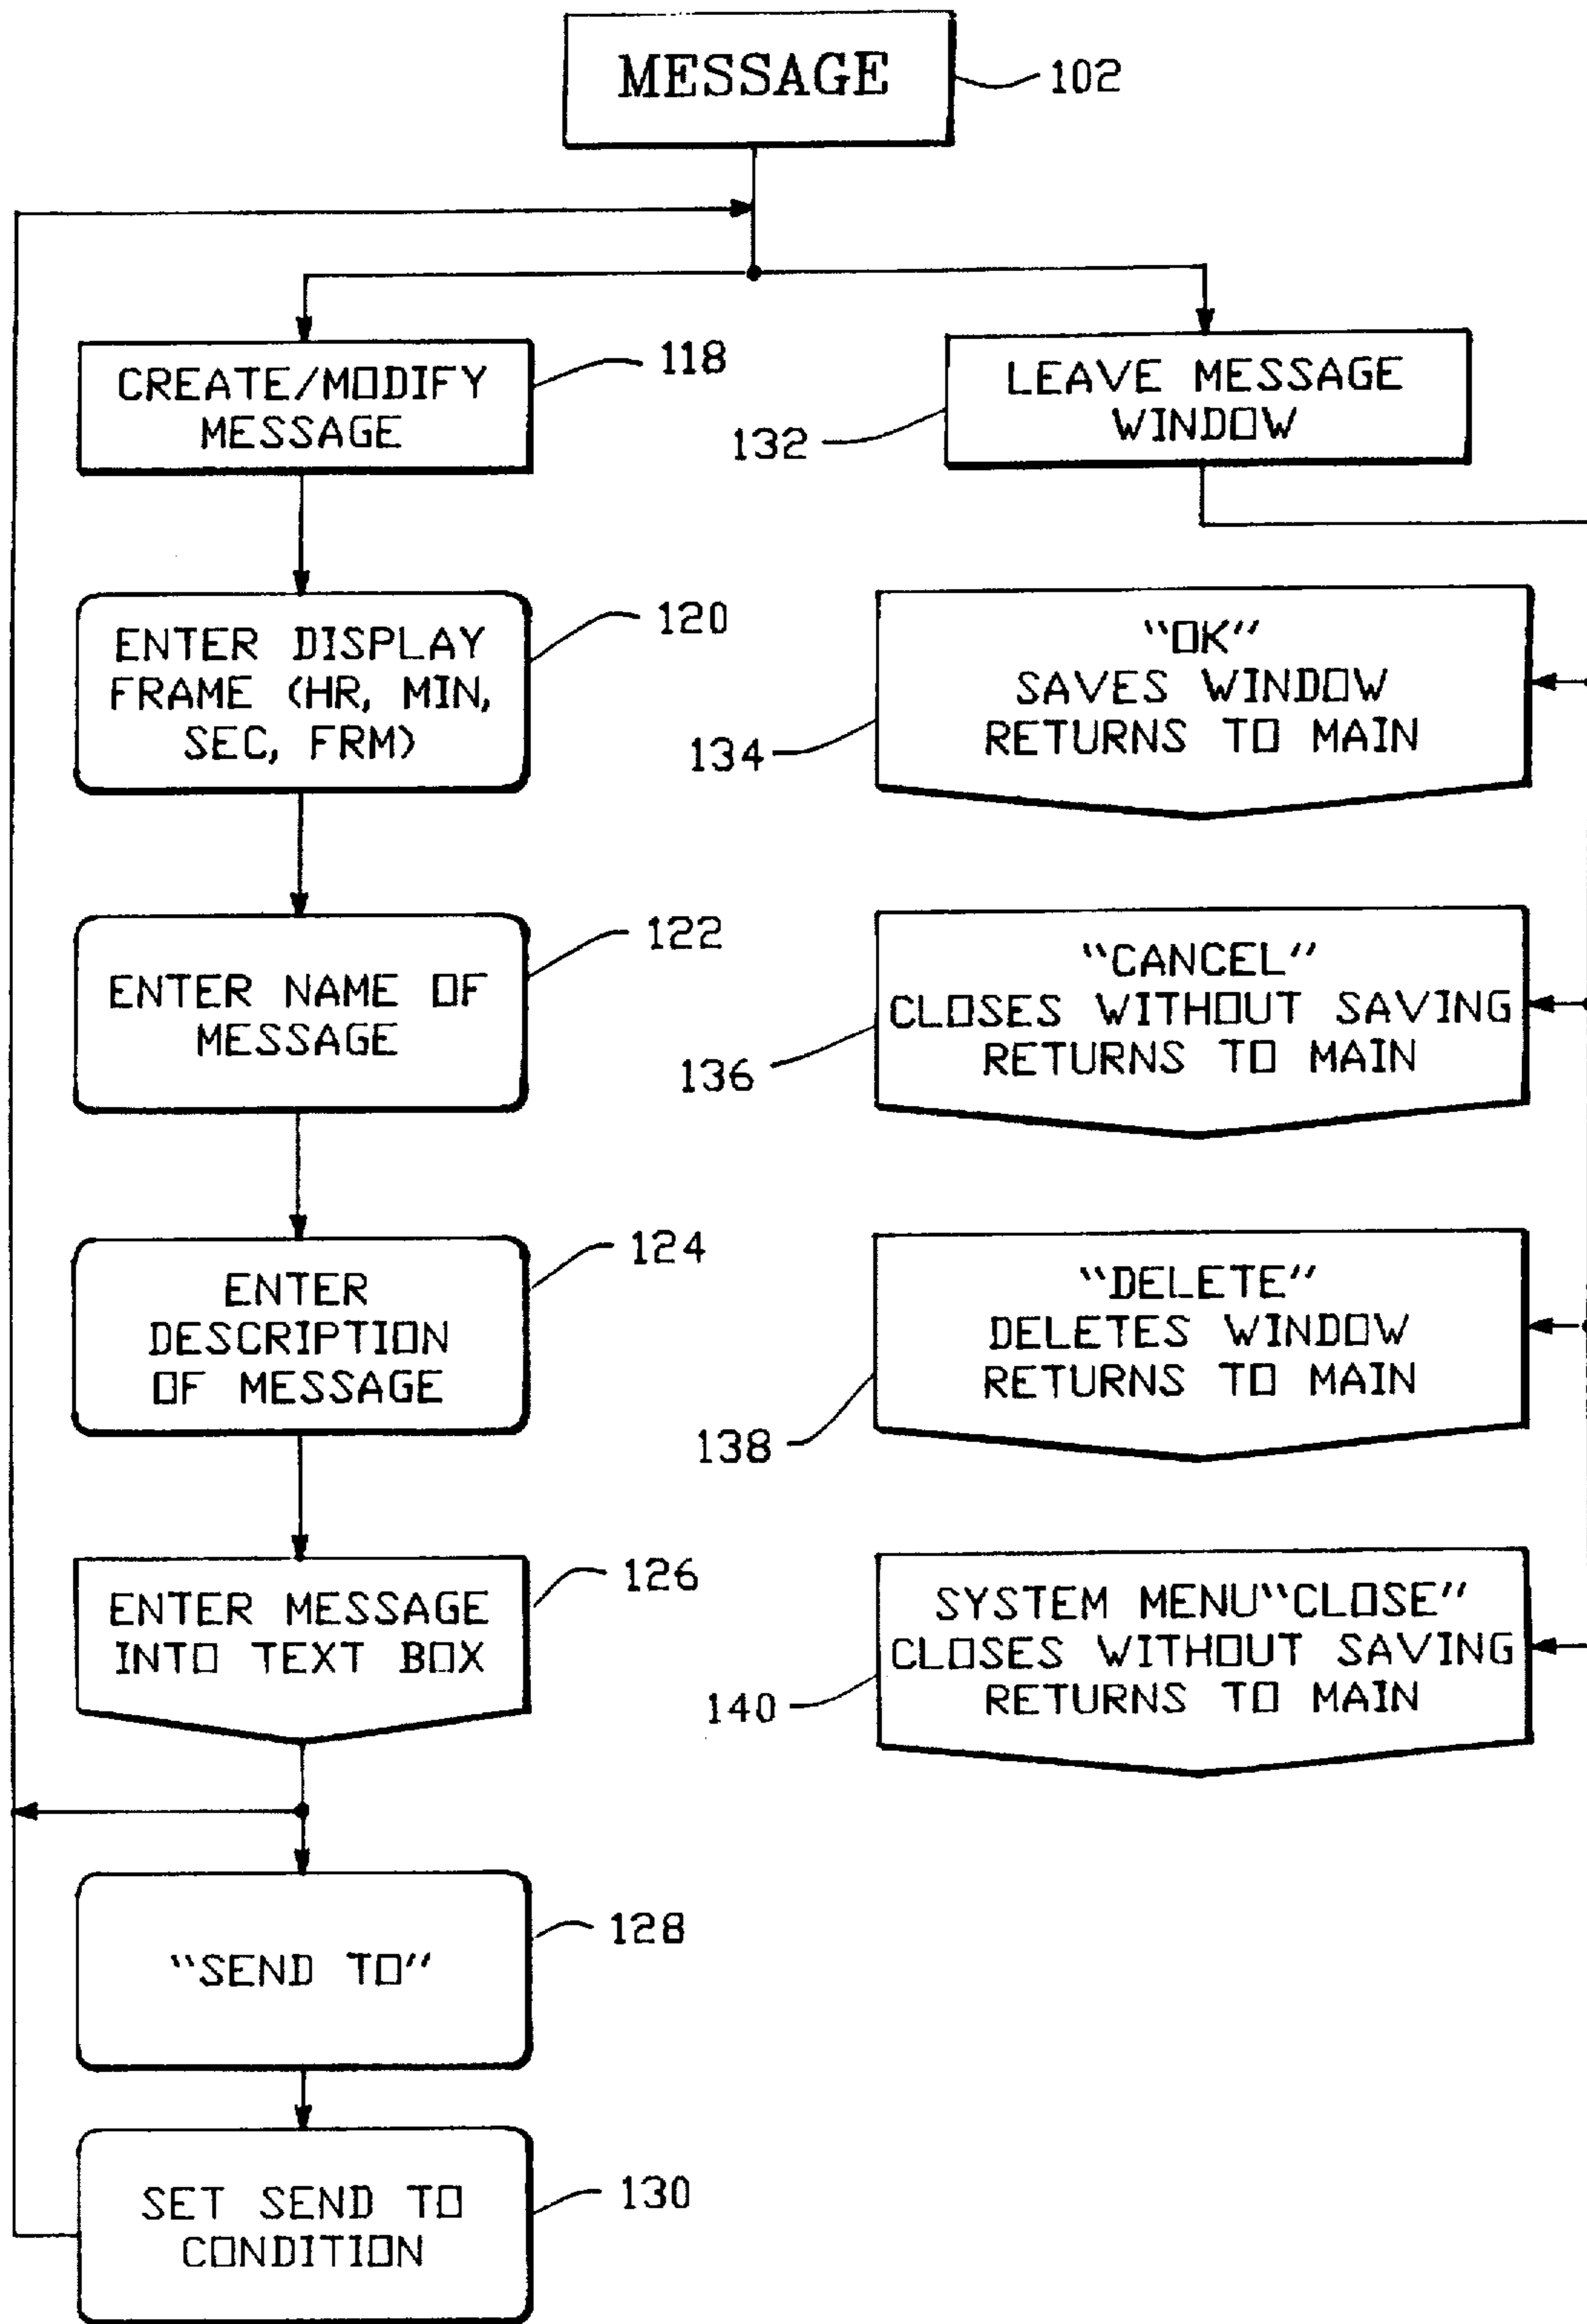 MESSAGE
102
CREATE/MODIFY
MESSAGE
118
LEAVE MESSAGE
WINDOW
132
ENTER DISPLAY
FRAME (HR, MIN,
SEC, FRM)
120
"OK"
SAVES WINDOW
RETURNS TO MAIN
134
ENTER NAME OF
MESSAGE
122
"CANCEL"
CLOSES WITHOUT SAVING
RETURNS TO MAIN
136
ENTER
DESCRIPTION
OF MESSAGE
124
"DELETE"
DELETES WINDOW
RETURNS TO MAIN
138
ENTER MESSAGE
INTO TEXT BOX
126
SYSTEM MENU"CLOSE"
CLOSES WITHOUT SAVING
RETURNS TO MAIN
140
"SEND TO"
128
SET SEND TO
CONDITION
130